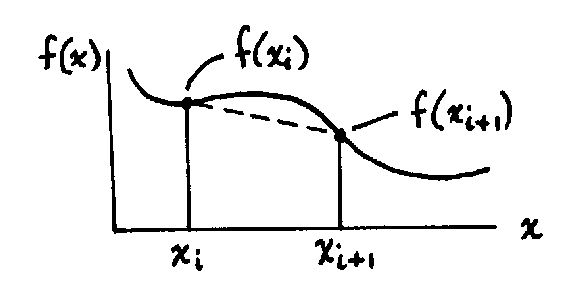 f(x)
f(xᵢ)
f(xᵢ₊₁)
x
xᵢ
xᵢ₊₁